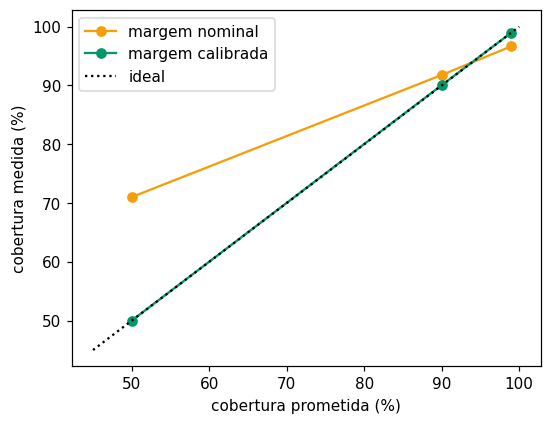 margem nominal
margem calibrada
ideal
cobertura medida (%)
100
90
80
70
60
50
50
60
70
80
90
100
cobertura prometida (%)